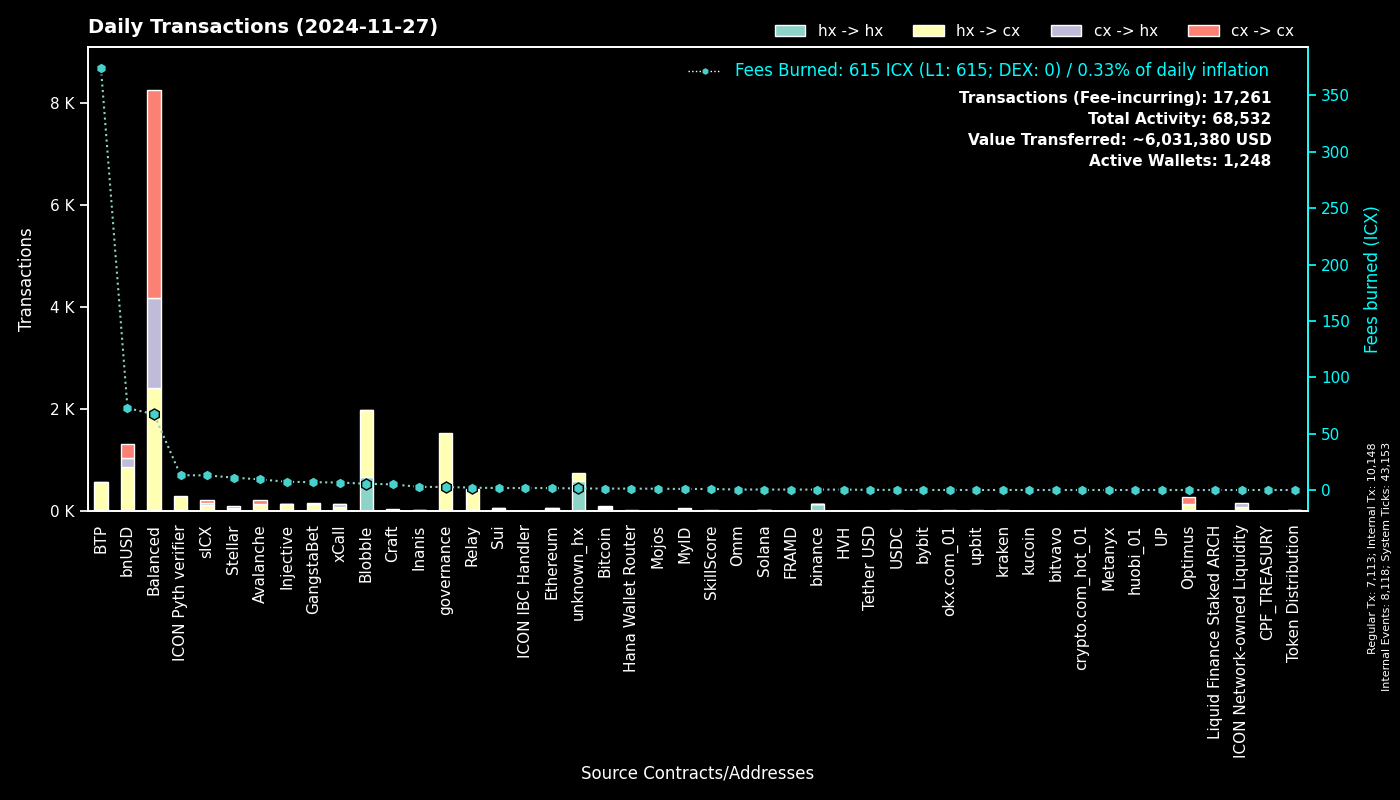 Daily Transactions (2024-11-27)
hx -> hx
hx -> cx
cx -> hx
cx -> cx
Fees Burned: 615 ICX (L1: 615; DEX: 0) / 0.33% of daily inflation
Transactions (Fee-incurring): 17,261
Total Activity: 68,532
Value Transferred: ~6,031,380 USD
Active Wallets: 1,248
Transactions
8 K
6 K
4 K
2 K
0 K
350
300
250
200
150
100
50
0
Fees burned (ICX)
BTP
bnUSD
Balanced
ICON Pyth verifier
sICX
Stellar
Avalanche
Injective
GangstaBet
xCall
Blobble
Craft
Inanis
governance
Relay
Sui
ICON IBC Handler
Ethereum
unknown_hx
Bitcoin
Hana Wallet Router
Mojos
MyID
SkillScore
Omm
Solana
FRAMD
binance
HVH
Tether USD
USDC
bybit
okx.com_01
upbit
kraken
kucoin
bitvavo
crypto.com_hot_01
Metanyx
huobi_01
UP
Optimus
Liquid Finance Staked ARCH
ICON Network-owned Liquidity
CPF_TREASURY
Token Distribution
Source Contracts/Addresses
Regular Tx: 7,113; Internal Tx: 10,148
Internal Events: 8,118; System Ticks: 43,153